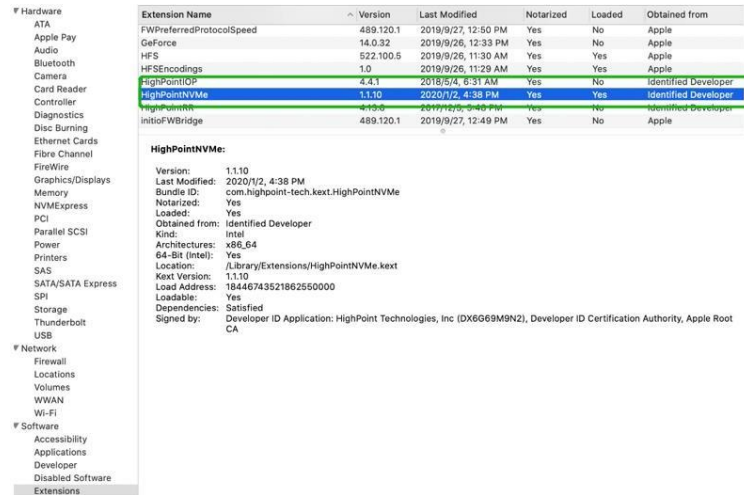 Hardware
ATA
Apple Pay
Audio
Bluetooth
Camera
Card Reader
Controller
Diagnostics
Disc Burning
Ethernet Cards
Fibre Channel
FireWire
Graphics/Displays
Memory
NVMExpress
PCI
Parallel SCSI
Power
Printers
SAS
SATA/SATA Express
SPI
Storage
Thunderbolt
USB
Network
Firewall
Locations
Volumes
WWAN
Wi-Fi
Software
Accessibility
Applications
Developer
Disabled Software
Extensions
Extension Name Version Last Modified Notarized Loaded Obtained from
FWPreferredProtocolSpeed 489.120.1 2019/9/27, 12:50 PM Yes No Apple
GeForce 14.0.32 2019/9/26, 12:33 PM Yes No Apple
HFS 522.100.5 2019/9/26, 11:30 AM Yes Yes Apple
HFSEncodings 1.0 2019/9/26, 11:29 AM Yes Yes Apple
HighPointIOP 4.4.1 2018/5/4, 6:31 AM Yes No Identified Developer
HighPointNVMe 1.1.10 2020/1/2, 4:38 PM Yes Yes Identified Developer
HighPointRR 2017/12/5, 5:48 PM Yes No Identified Developer
initioFWBridge 489.120.1 2019/9/27, 12:49 PM Yes No Apple
HighPointNVMe:
Version: 1.1.10
Last Modified: 2020/1/2, 4:38 PM
Bundle ID: com.highpoint-tech.kext.HighPointNVMe
Notarized: Yes
Loaded: Yes
Obtained from: Identified Developer
Kind: Intel
Architectures: x86_64
64-Bit (Intel): Yes
Location: /Library/Extensions/HighPointNVMe.kext
Kext Version: 1.1.10
Load Address: 18446743521862550000
Loadable: Yes
Dependencies: Satisfied
Signed by: Developer ID Application: HighPoint Technologies, Inc (DX6G69M9N2), Developer ID Certification Authority, Apple Root
CA